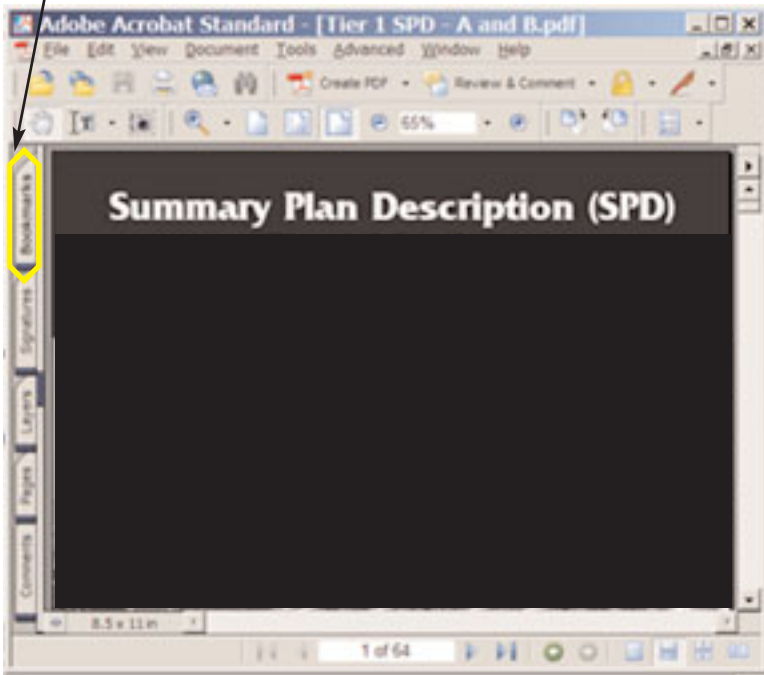 Adobe Acrobat Standard - [Tier 1 SPD - A and B.pdf]
File Edit View Document Tools Advanced Window Help
Create PDF Review & Comment
65%
Bookmarks
Signatures
Layers
Pages
Comments
Summary Plan Description (SPD)
8.5 x 11 in
1 of 64